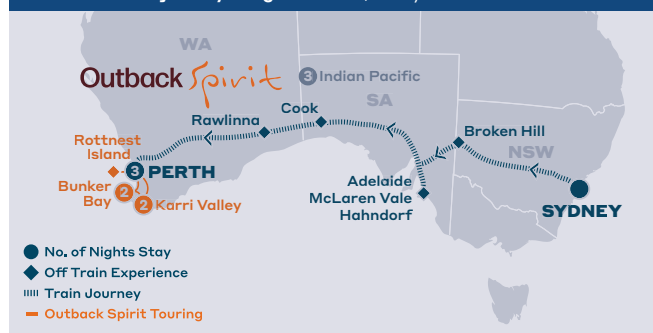 WA
Outback Spirit
3 Indian Pacific
SA
Cook
Rawlinna
Broken Hill
NSW
Rottnest
Island
3 PERTH
Bunker
Bay
2
2 Karri Valley
Adelaide
McLaren Vale
Hahndorf
SYDNEY
No. of Nights Stay
Off Train Experience
Train Journey
Outback Spirit Touring